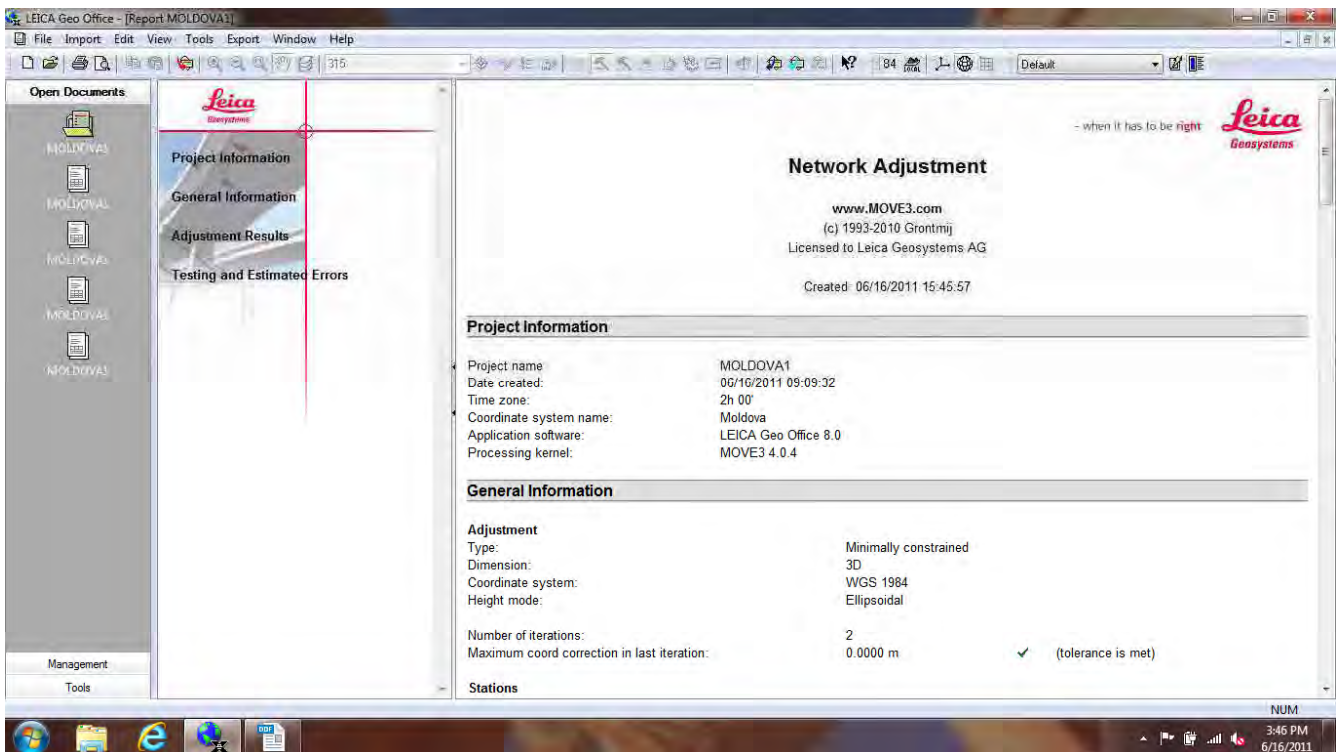 LEICA Geo Office - [Report MOLDOVA1]
File Import Edit View Tools Export Window Help
315
84
LOCAL
Default
Open Documents
MOLDOVA1
MOLDOVA1
MOLDOVA1
MOLDOVA1
MOLDOVA1
Management
Tools
Leica
Geosystems
Project Information
General Information
Adjustment Results
Testing and Estimated Errors
- when it has to be right
Leica
Geosystems
Network Adjustment
www.MOVE3.com
(c) 1993-2010 Grontmij
Licensed to Leica Geosystems AG
Created: 06/16/2011 15:45:57
Project Information
Project name MOLDOVA1
Date created: 06/16/2011 09:09:32
Time zone: 2h 00'
Coordinate system name: Moldova
Application software: LEICA Geo Office 8.0
Processing kernel: MOVE3 4.0.4
General Information
Adjustment
Type: Minimally constrained
Dimension: 3D
Coordinate system: WGS 1984
Height mode: Ellipsoidal
Number of iterations: 2
Maximum coord correction in last iteration: 0.0000 m ✓ (tolerance is met)
Stations
NUM
PDF
3:46 PM
6/16/2011